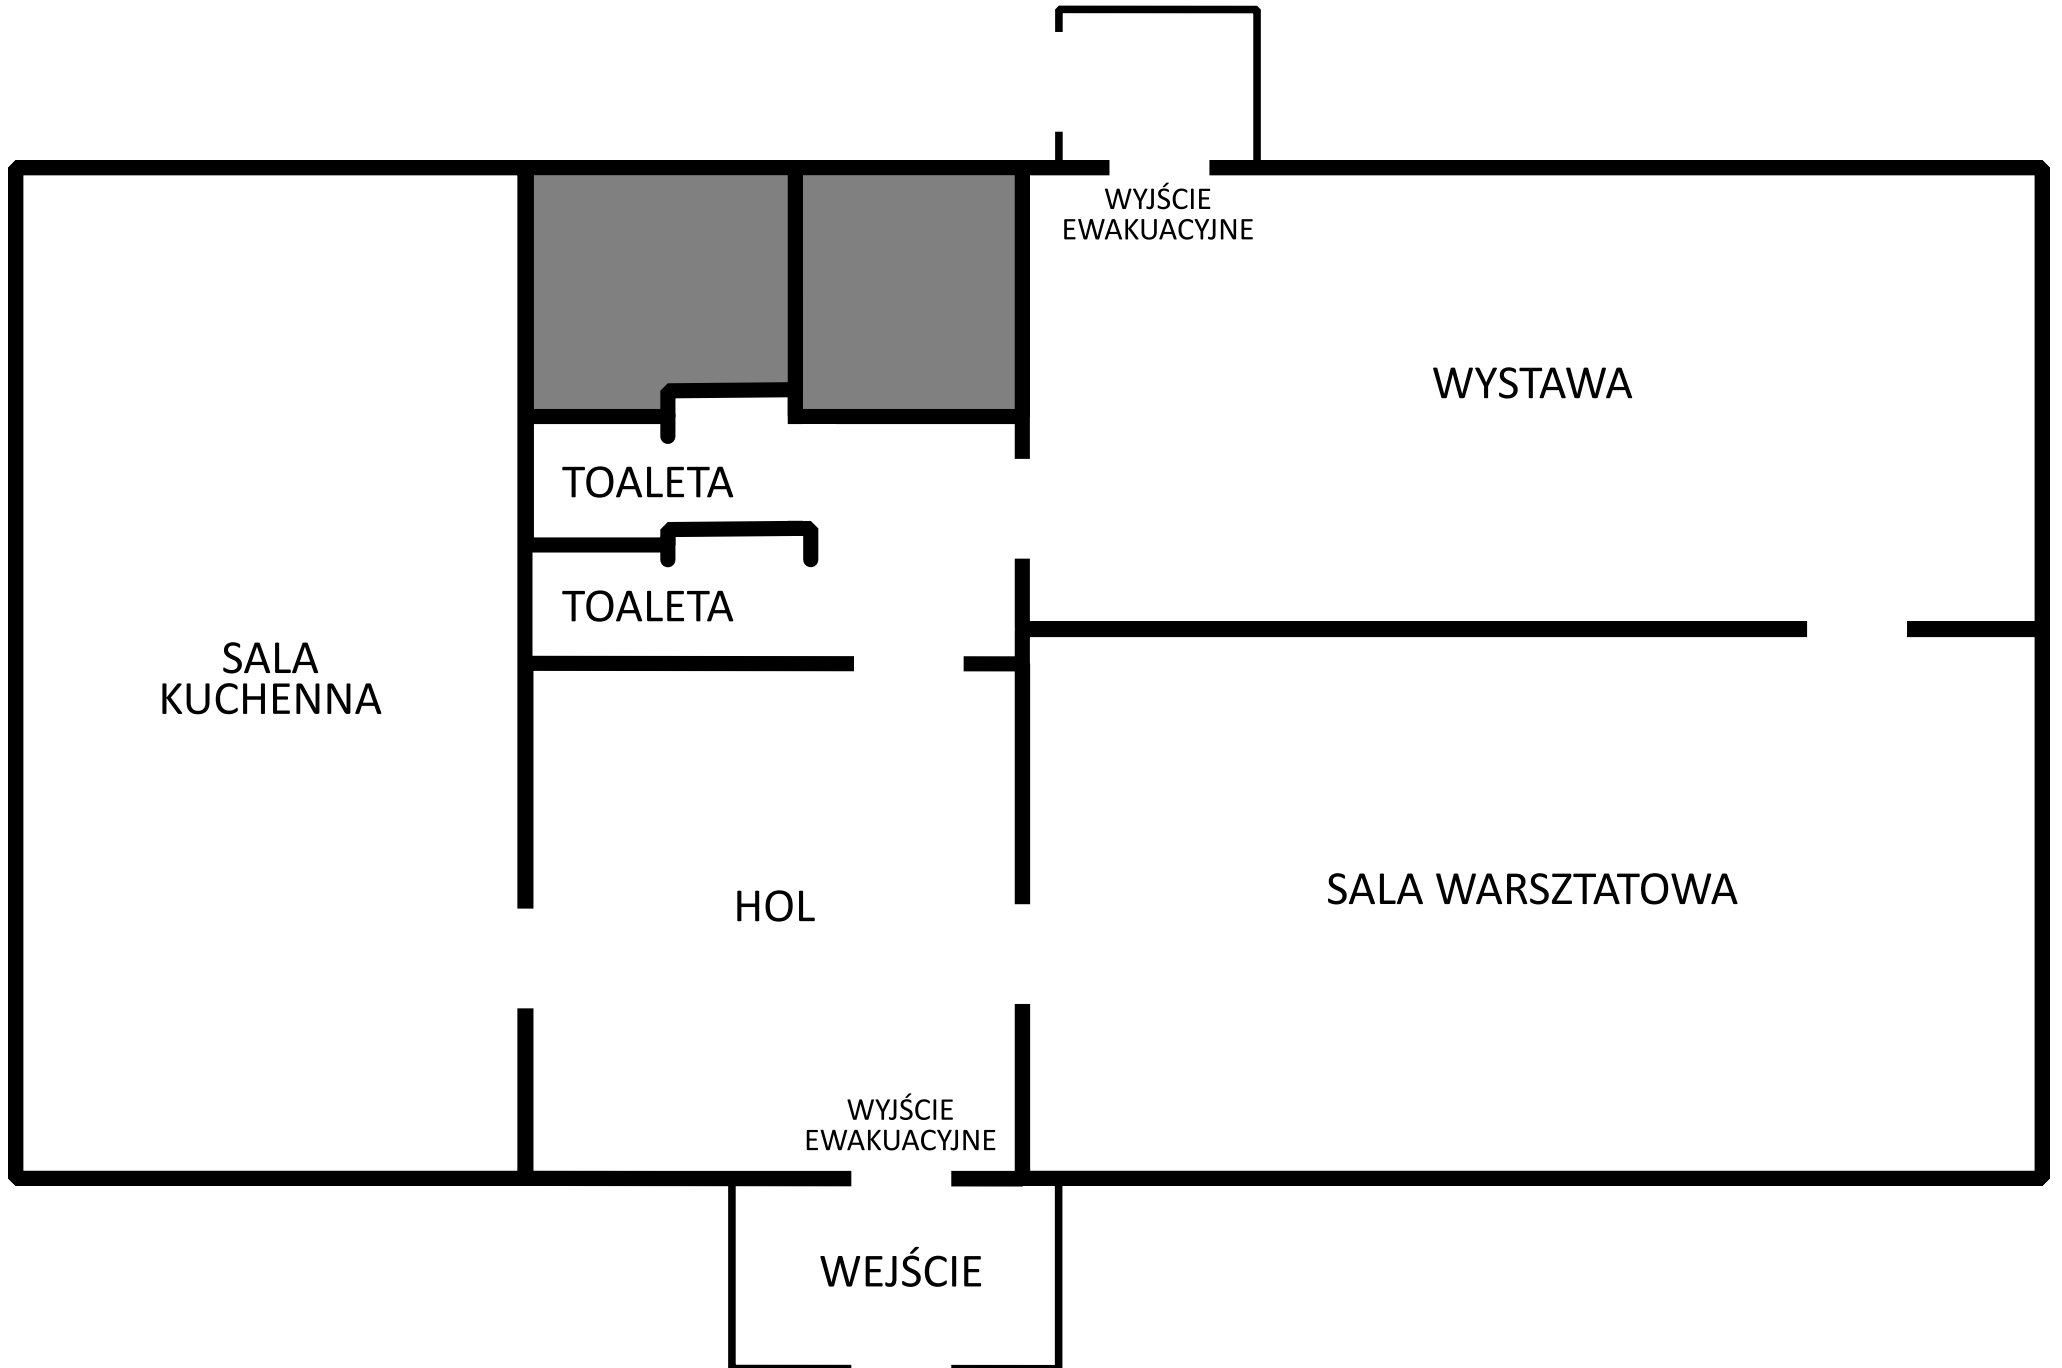 WYJŚCIE
EWAKUACYJNE
WYSTAWA
TOALETA
TOALETA
SALA
KUCHENNA
HOL
SALA WARSZTATOWA
WYJŚCIE
EWAKUACYJNE
WEJŚCIE